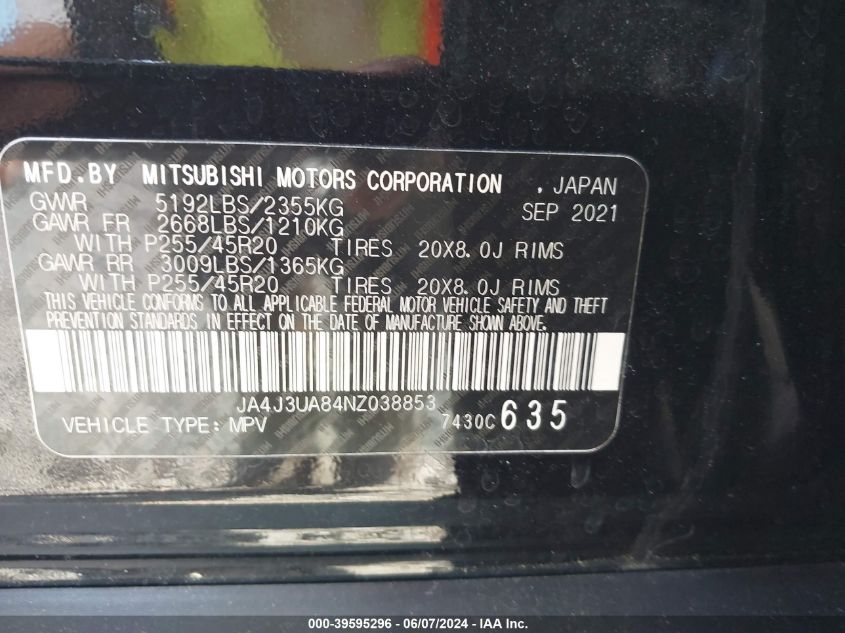 MFD.BY MITSUBISHI MOTORS CORPORATION , JAPAN
GVWR 5192LBS/2355KG SEP 2021
GAWR FR 2668LBS/1210KG
WITH P255/45R20 TIRES 20X8.0J RIMS
GAWR RR 3009LBS/1365KG
WITH P255/45R20 TIRES 20X8.0J RIMS
THIS VEHICLE CONFORMS TO ALL APPLICABLE FEDERAL MOTOR VEHICLE SAFETY AND THEFT
PREVENTION STANDARDS IN EFFECT ON THE DATE OF MANUFACTURE SHOWN ABOVE.
JA4J3UA84NZ038853
VEHICLE TYPE: MPV 7430C635
000-39595296 - 06/07/2024 - IAA Inc.